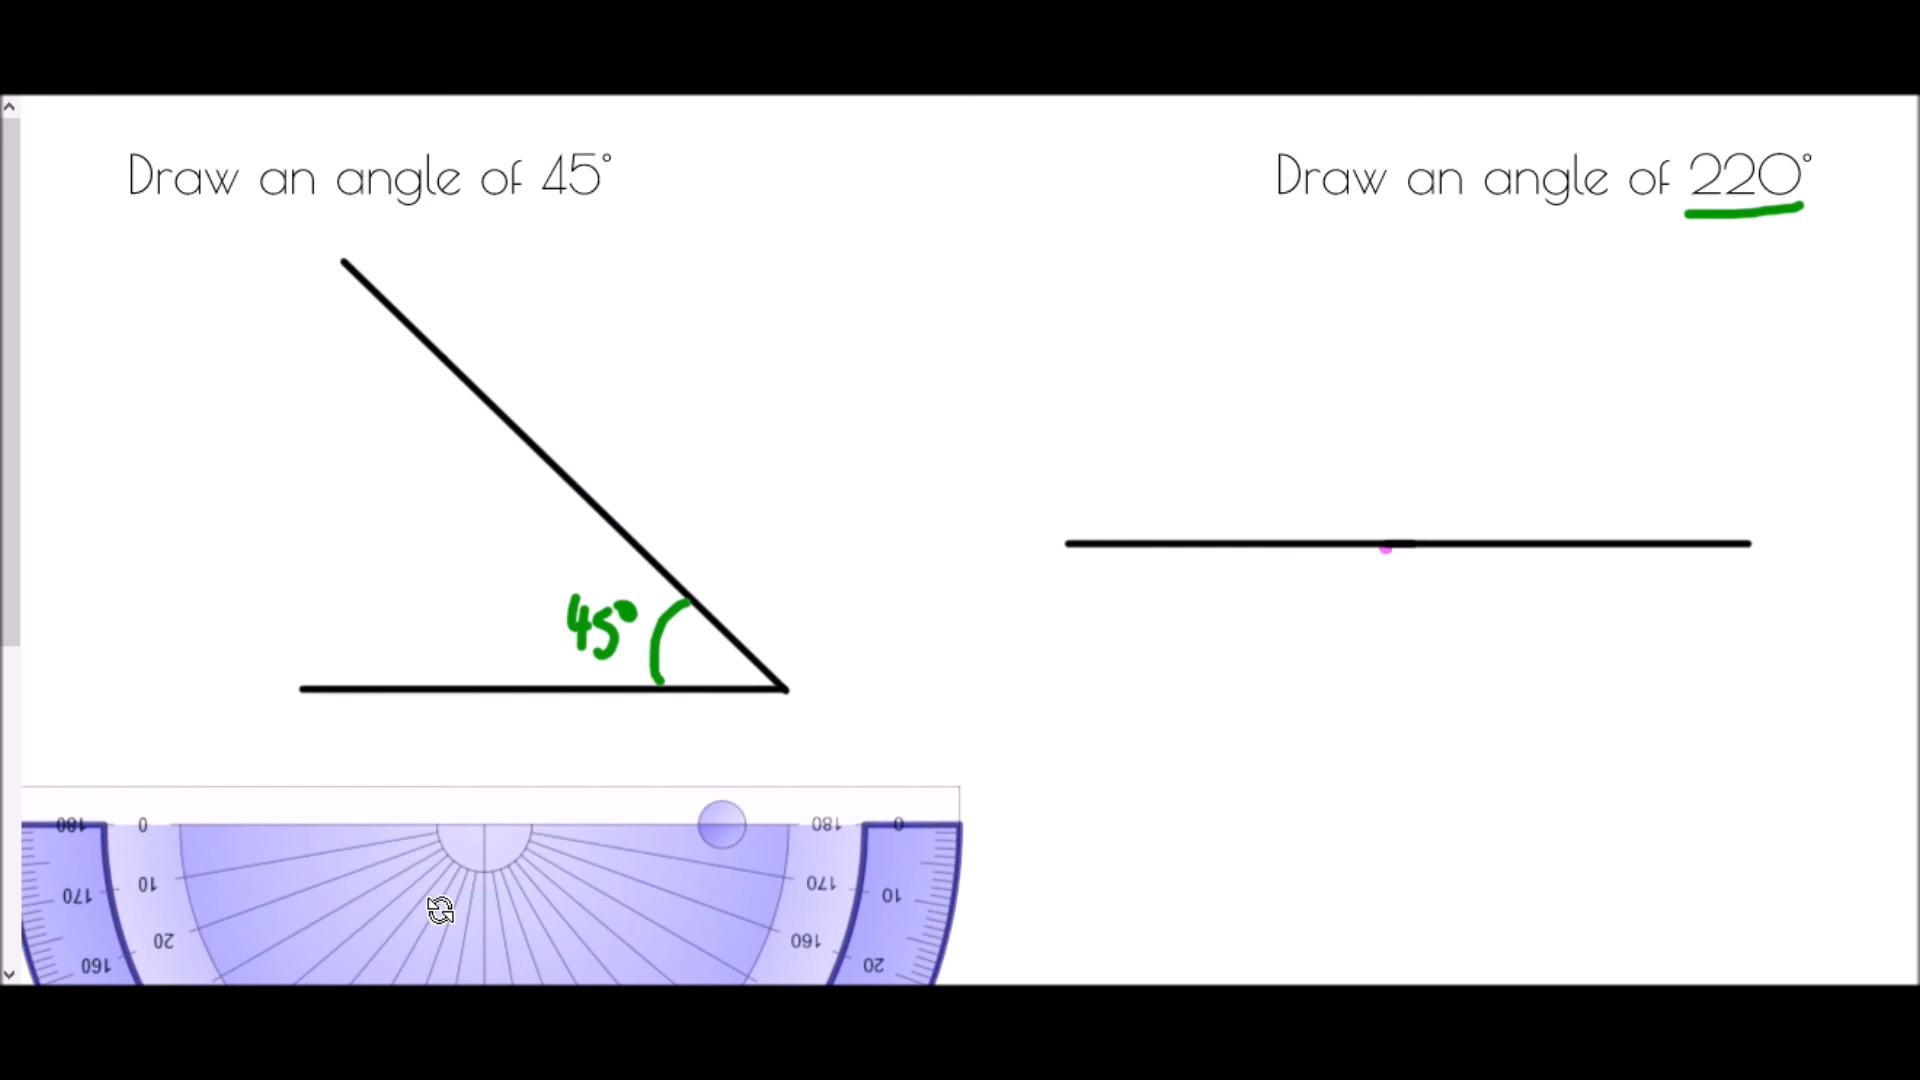 Draw an angle of 45°
Draw an angle of 220°
45°
180 0 180 0
170 10 170 10
160 20 160 20